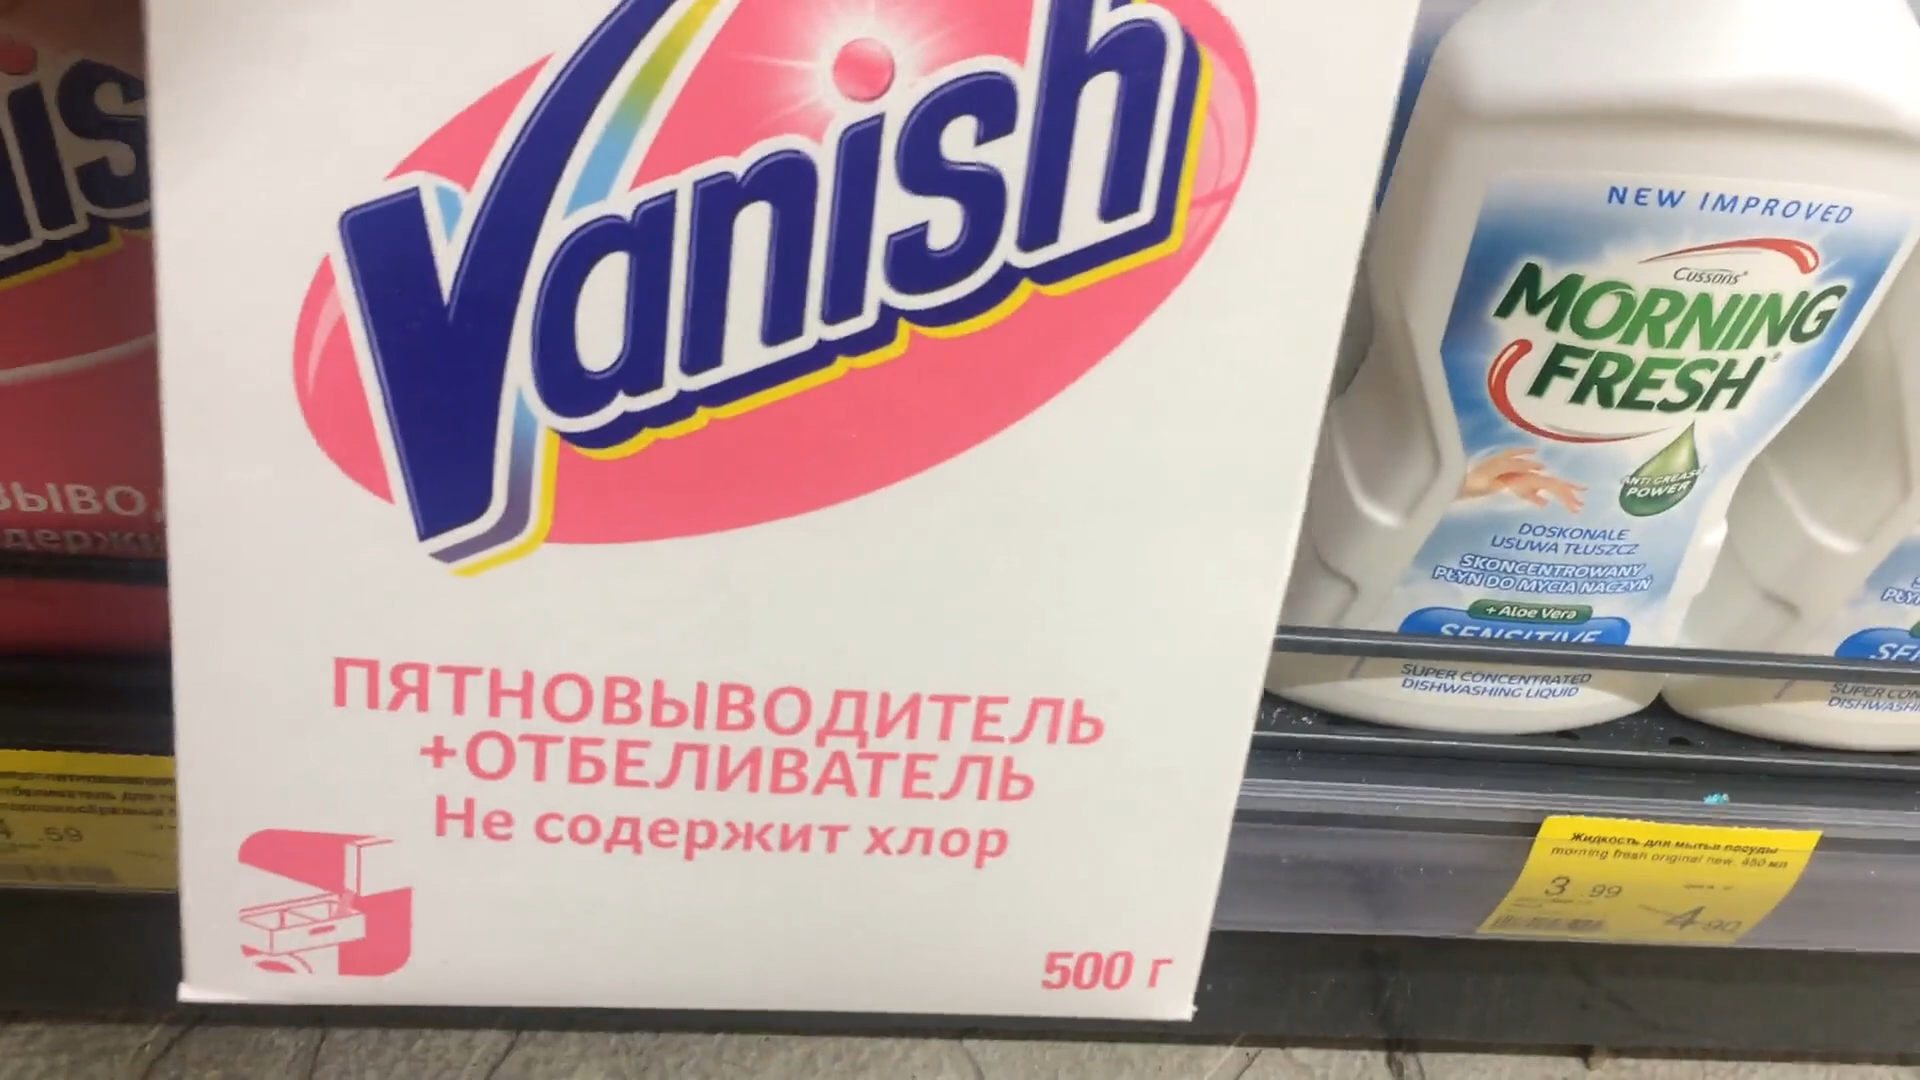 Vanish
ПЯТНОВЫВОДИТЕЛЬ
+ОТБЕЛИВАТЕЛЬ
Не содержит хлор
500 г
NEW IMPROVED
Cussons
MORNING
FRESH
ANTI GREASE
POWER
DOSKONALE
USUWA TŁUSZCZ
SKONCENTROWANY
PŁYN DO MYCIA NACZYŃ
+ Aloe Vera
SENSITIVE
SUPER CONCENTRATED
DISHWASHING LIQUID
Жидкость для мытья посуды
morning fresh original new, 450 мл
3 .99
4 .90
.59